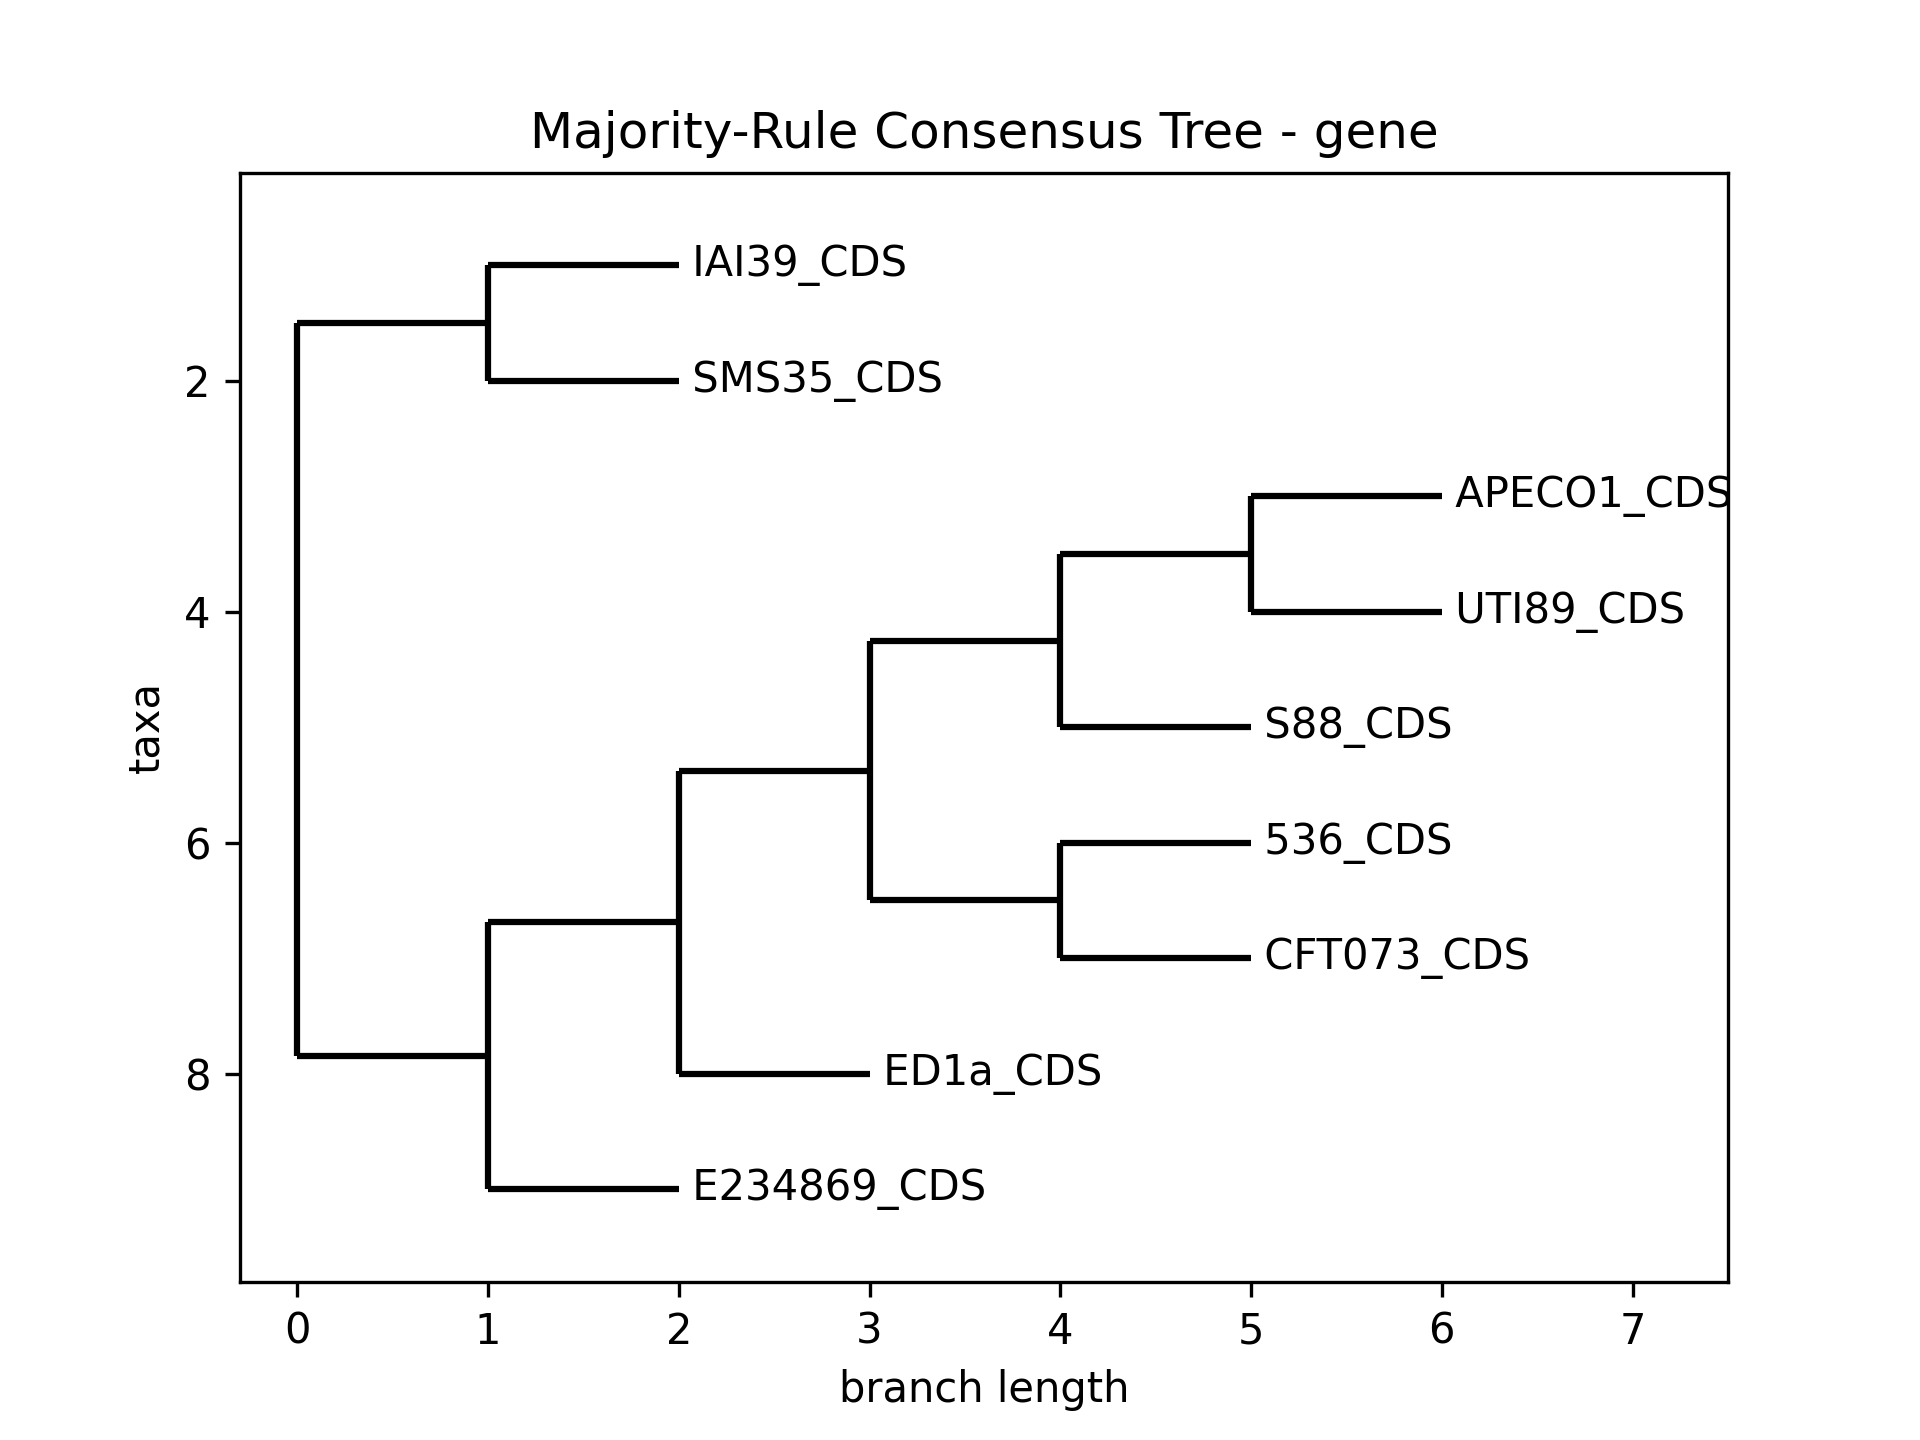 Majority-Rule Consensus Tree - gene
IAI39_CDS
SMS35_CDS
APECO1_CDS
UTI89_CDS
S88_CDS
536_CDS
CFT073_CDS
ED1a_CDS
E234869_CDS
2
4
6
8
taxa
0 1 2 3 4 5 6 7
branch length